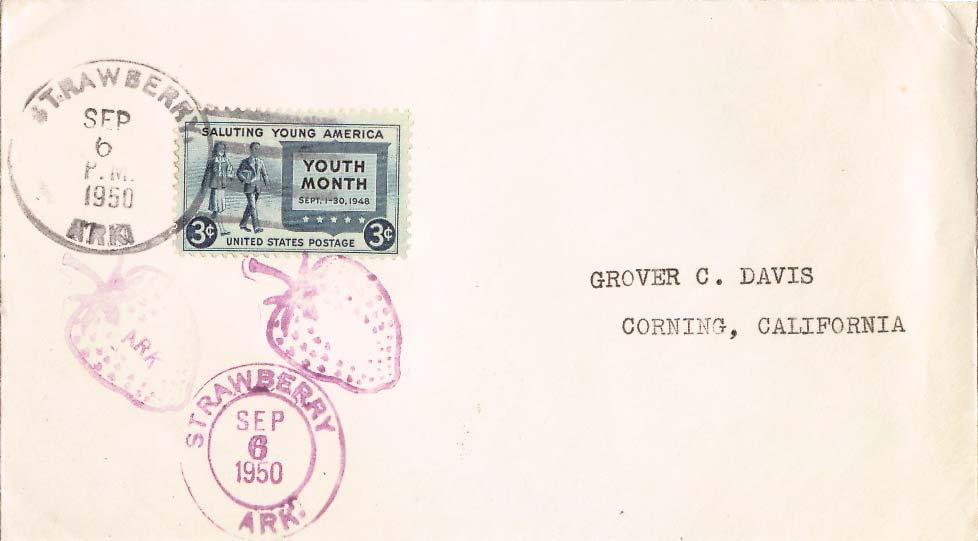 STRAWBERRY
SEP
6
P.M.
1950
ARK.
SALUTING YOUNG AMERICA
YOUTH
MONTH
SEPT. 1-30, 1948
3¢ 3¢
UNITED STATES POSTAGE
GROVER C. DAVIS
CORNING, CALIFORNIA
ARK
STRAWBERRY
SEP
6
1950
ARK.